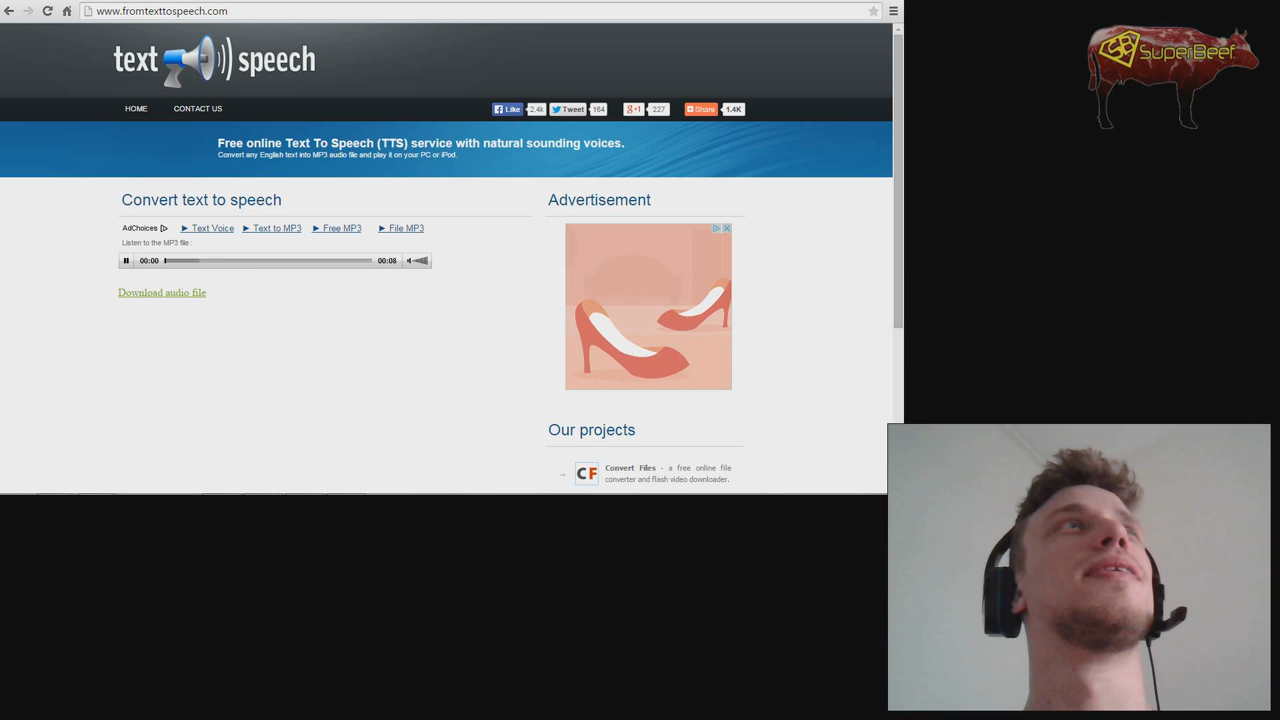 www.fromtexttospeech.com
text speech
SuperBeef
HOME CONTACT US
Like 2.4k Tweet 164 g+1 227 Share 1.4K
Free online Text To Speech (TTS) service with natural sounding voices.
Convert any English text into MP3 audio file and play it on your PC or iPod.
Convert text to speech
AdChoices ► Text Voice ► Text to MP3 ► Free MP3 ► File MP3
Listen to the MP3 file :
00:00 00:08
Download audio file
Advertisement
Our projects
→ CF Convert Files - a free online file
converter and flash video downloader.